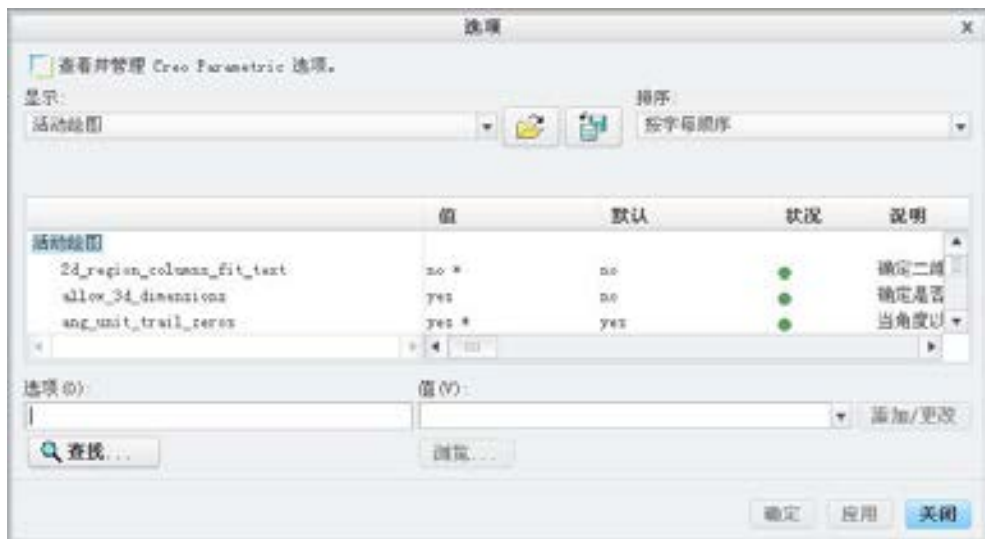 选项 x
查看并管理 Creo Parametric 选项。
显示: 排序:
活动绘图 按字母顺序
值 默认 状况 说明
活动绘图
2d_region_columns_fit_text no * no 确定二维
allow_3d_dimensions yes no 确定是否
ang_unit_trail_zeros yes * yes 当角度以
选项(O): 值(V):
添加/更改
查找... 浏览...
确定 应用 关闭